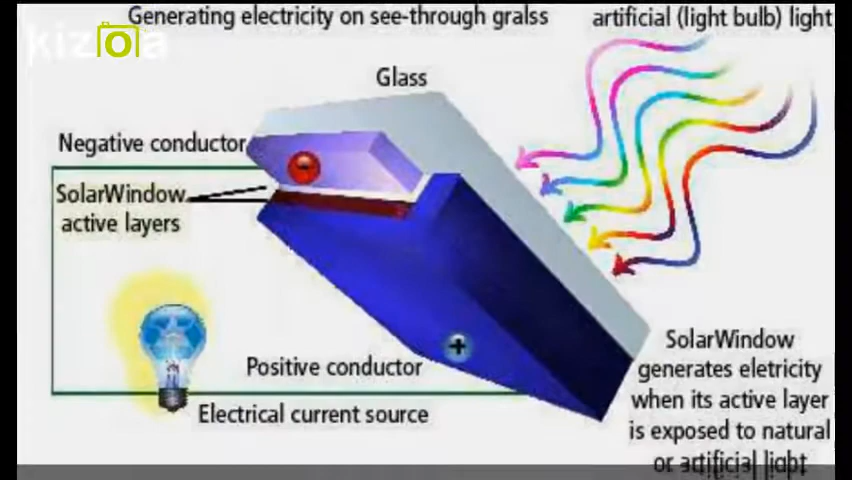 Generating electricity on see-through gralss
artificial (light bulb) light
kizoa
Glass
Negative conductor
SolarWindow
active layers
Positive conductor
Electrical current source
SolarWindow
generates eletricity
when its active layer
is exposed to natural
or artificial light